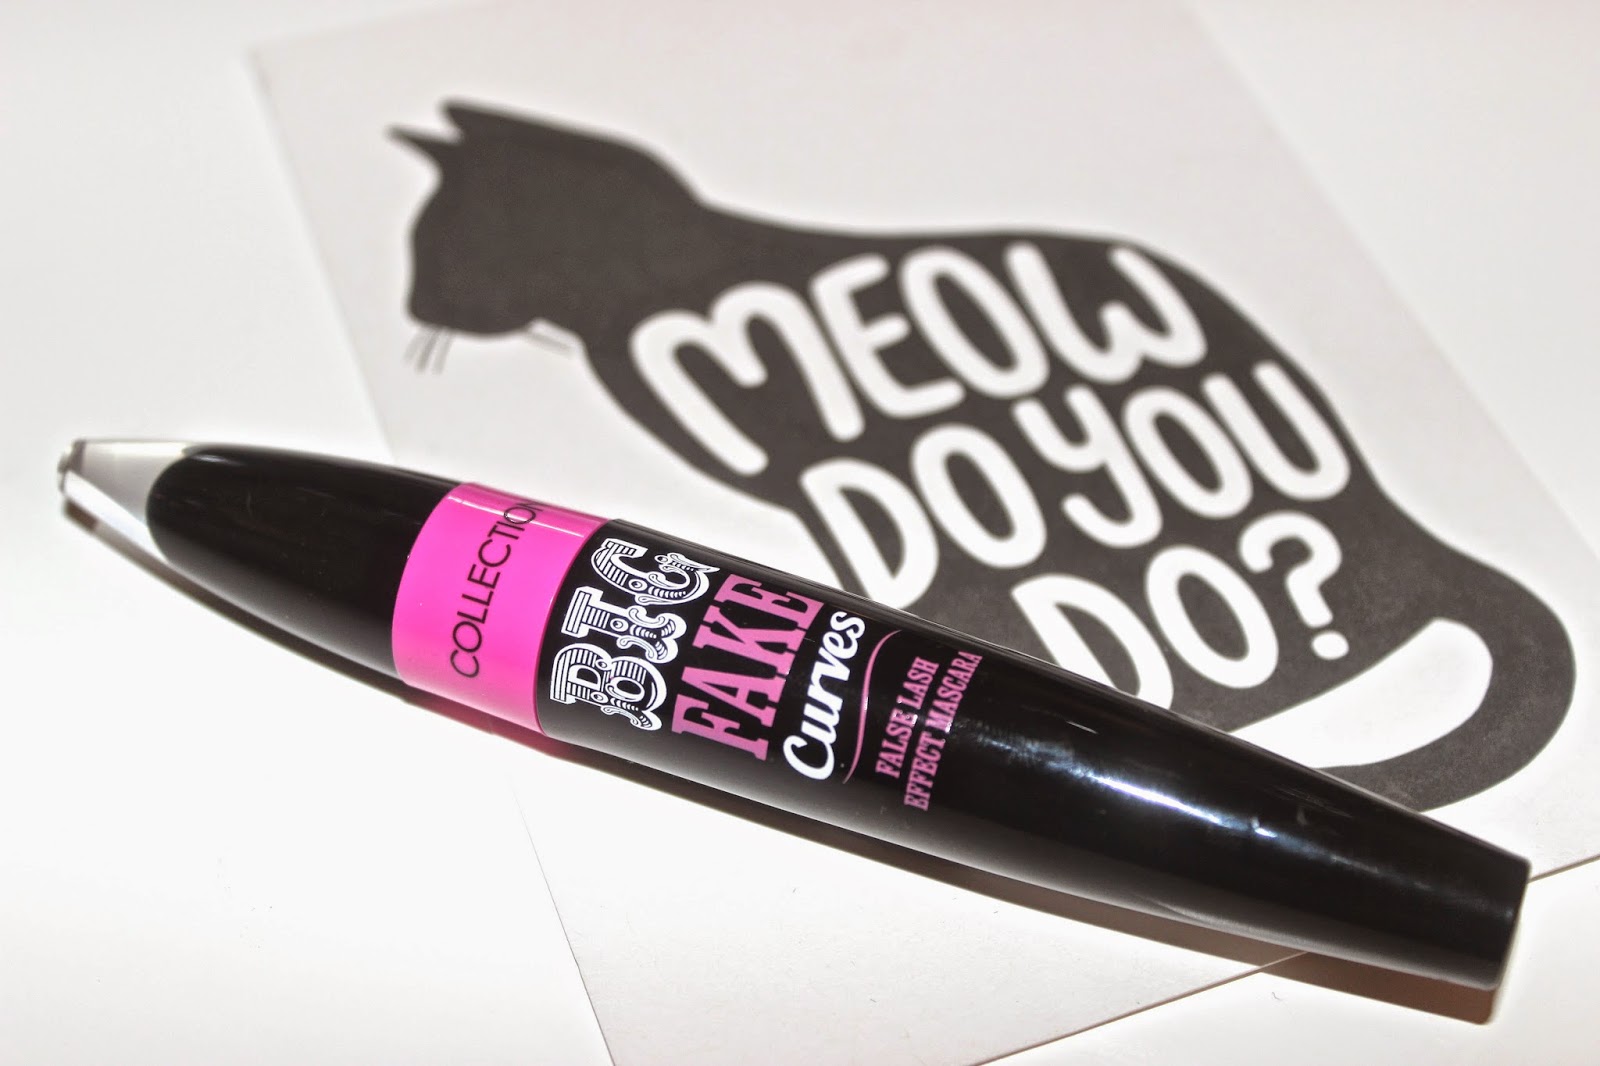 MEOW
DO YOU
DO?
COLLECTION
BIG
FAKE
Curves
FALSE LASH
EFFECT MASCARA